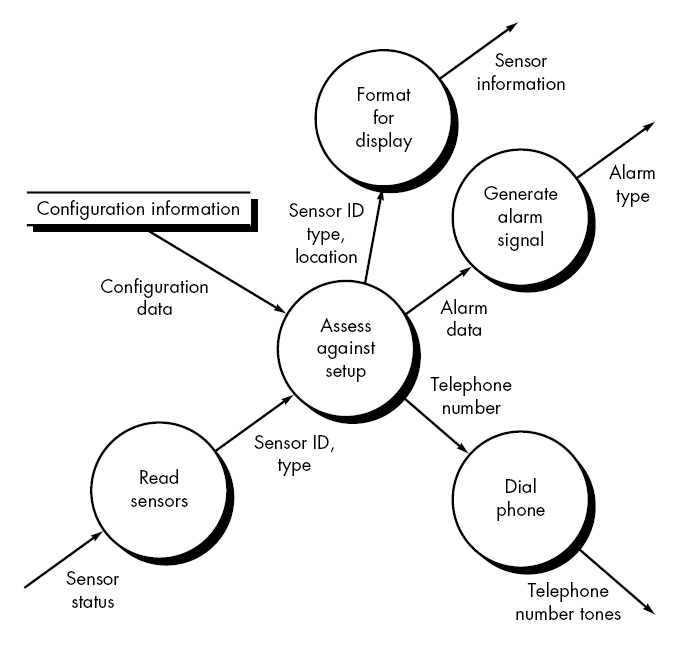 Format
for
display
Sensor
information
Generate
alarm
signal
Alarm
type
Configuration information
Sensor ID
type,
location
Configuration
data
Alarm
data
Assess
against
setup
Telephone
number
Sensor ID,
type
Read
sensors
Dial
phone
Sensor
status
Telephone
number tones